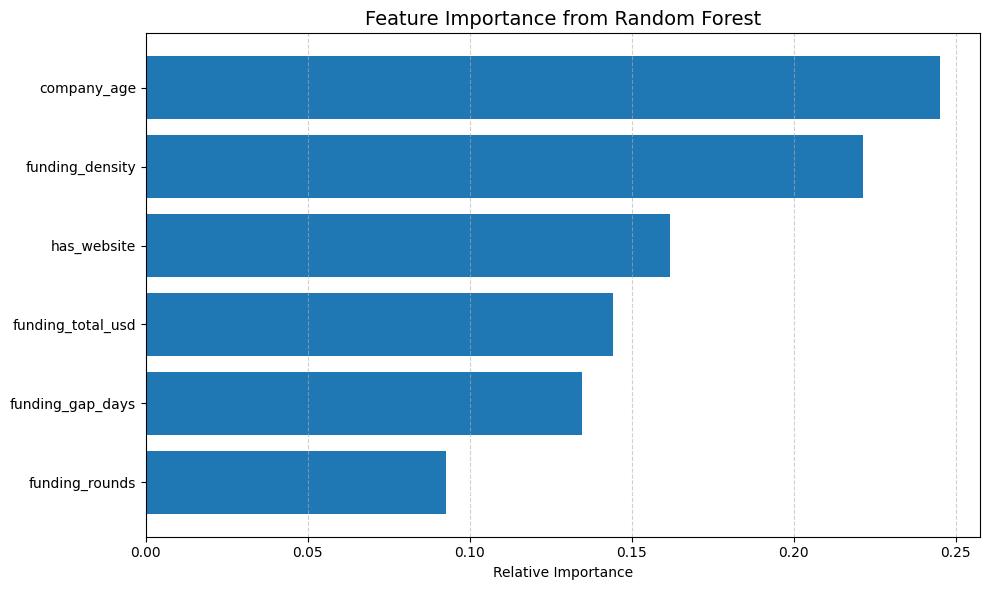 Feature Importance from Random Forest
company_age
funding_density
has_website
funding_total_usd
funding_gap_days
funding_rounds
0.00 0.05 0.10 0.15 0.20 0.25
Relative Importance